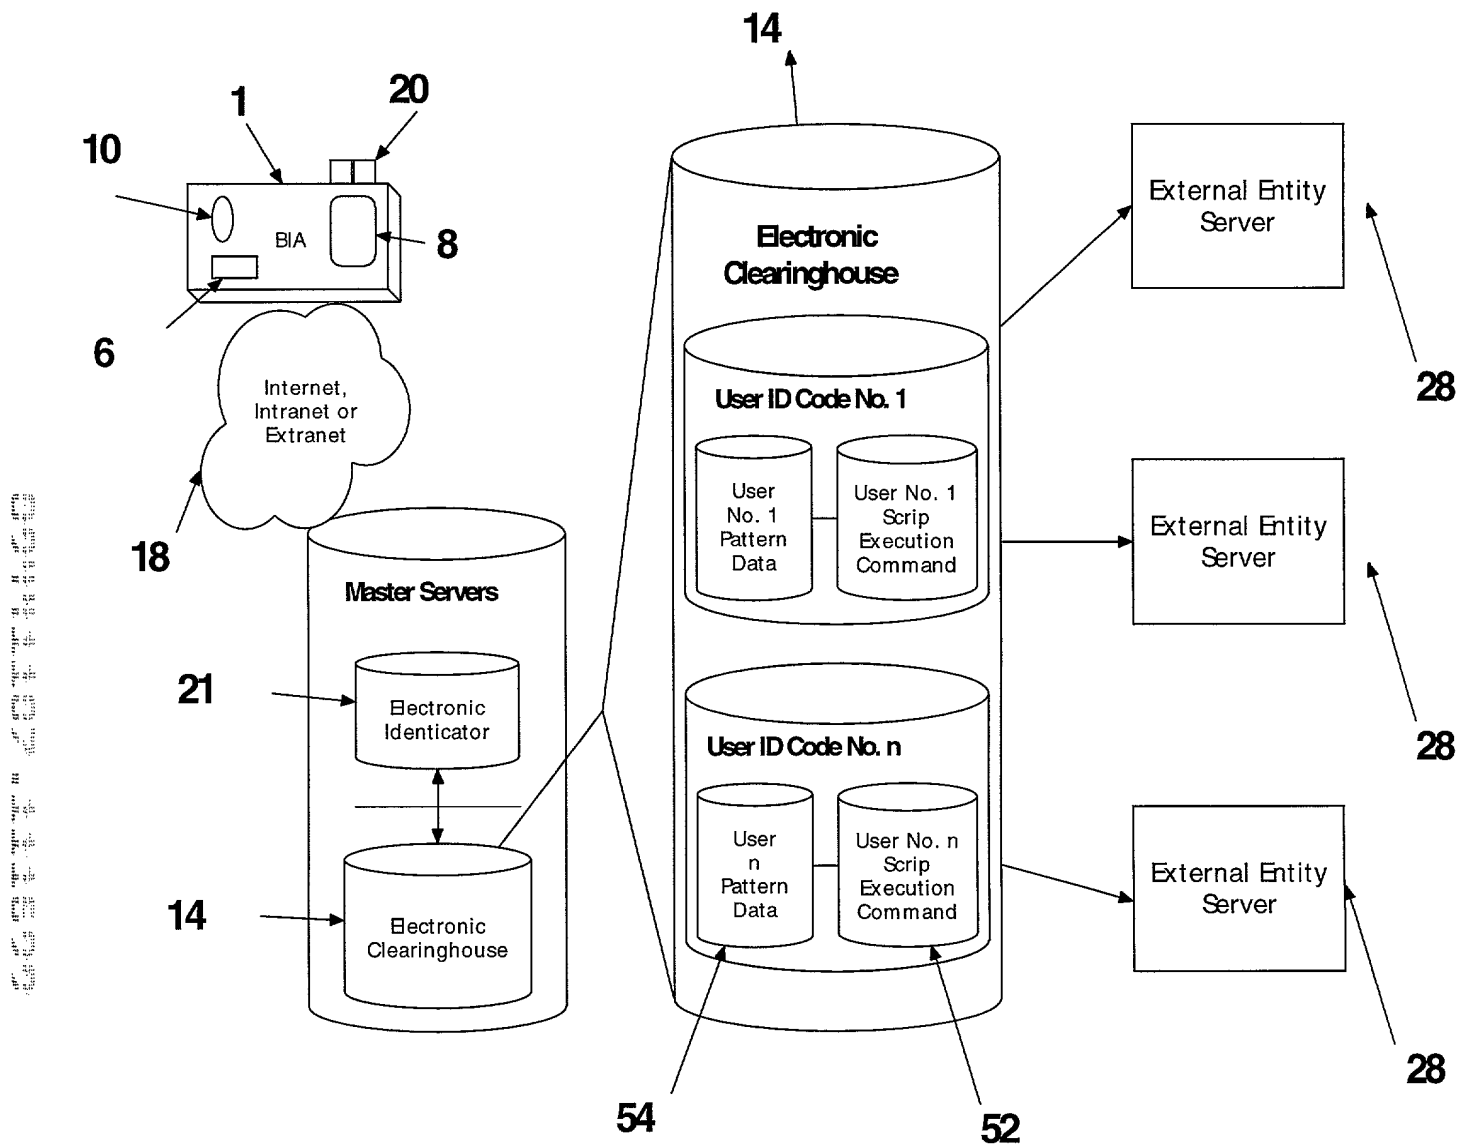 14
20
1
10
BIA
8
6
Internet,
Intranet or
Extranet
18
Master Servers
21
Electronic
Identicator
14
Electronic
Clearinghouse
Electronic
Clearinghouse
User ID Code No. 1
User
No. 1
Pattern
Data
User No. 1
Scrip
Execution
Command
User ID Code No. n
User
n
Pattern
Data
User No. n
Scrip
Execution
Command
54
52
External Entity
Server
28
External Entity
Server
28
External Entity
Server
28